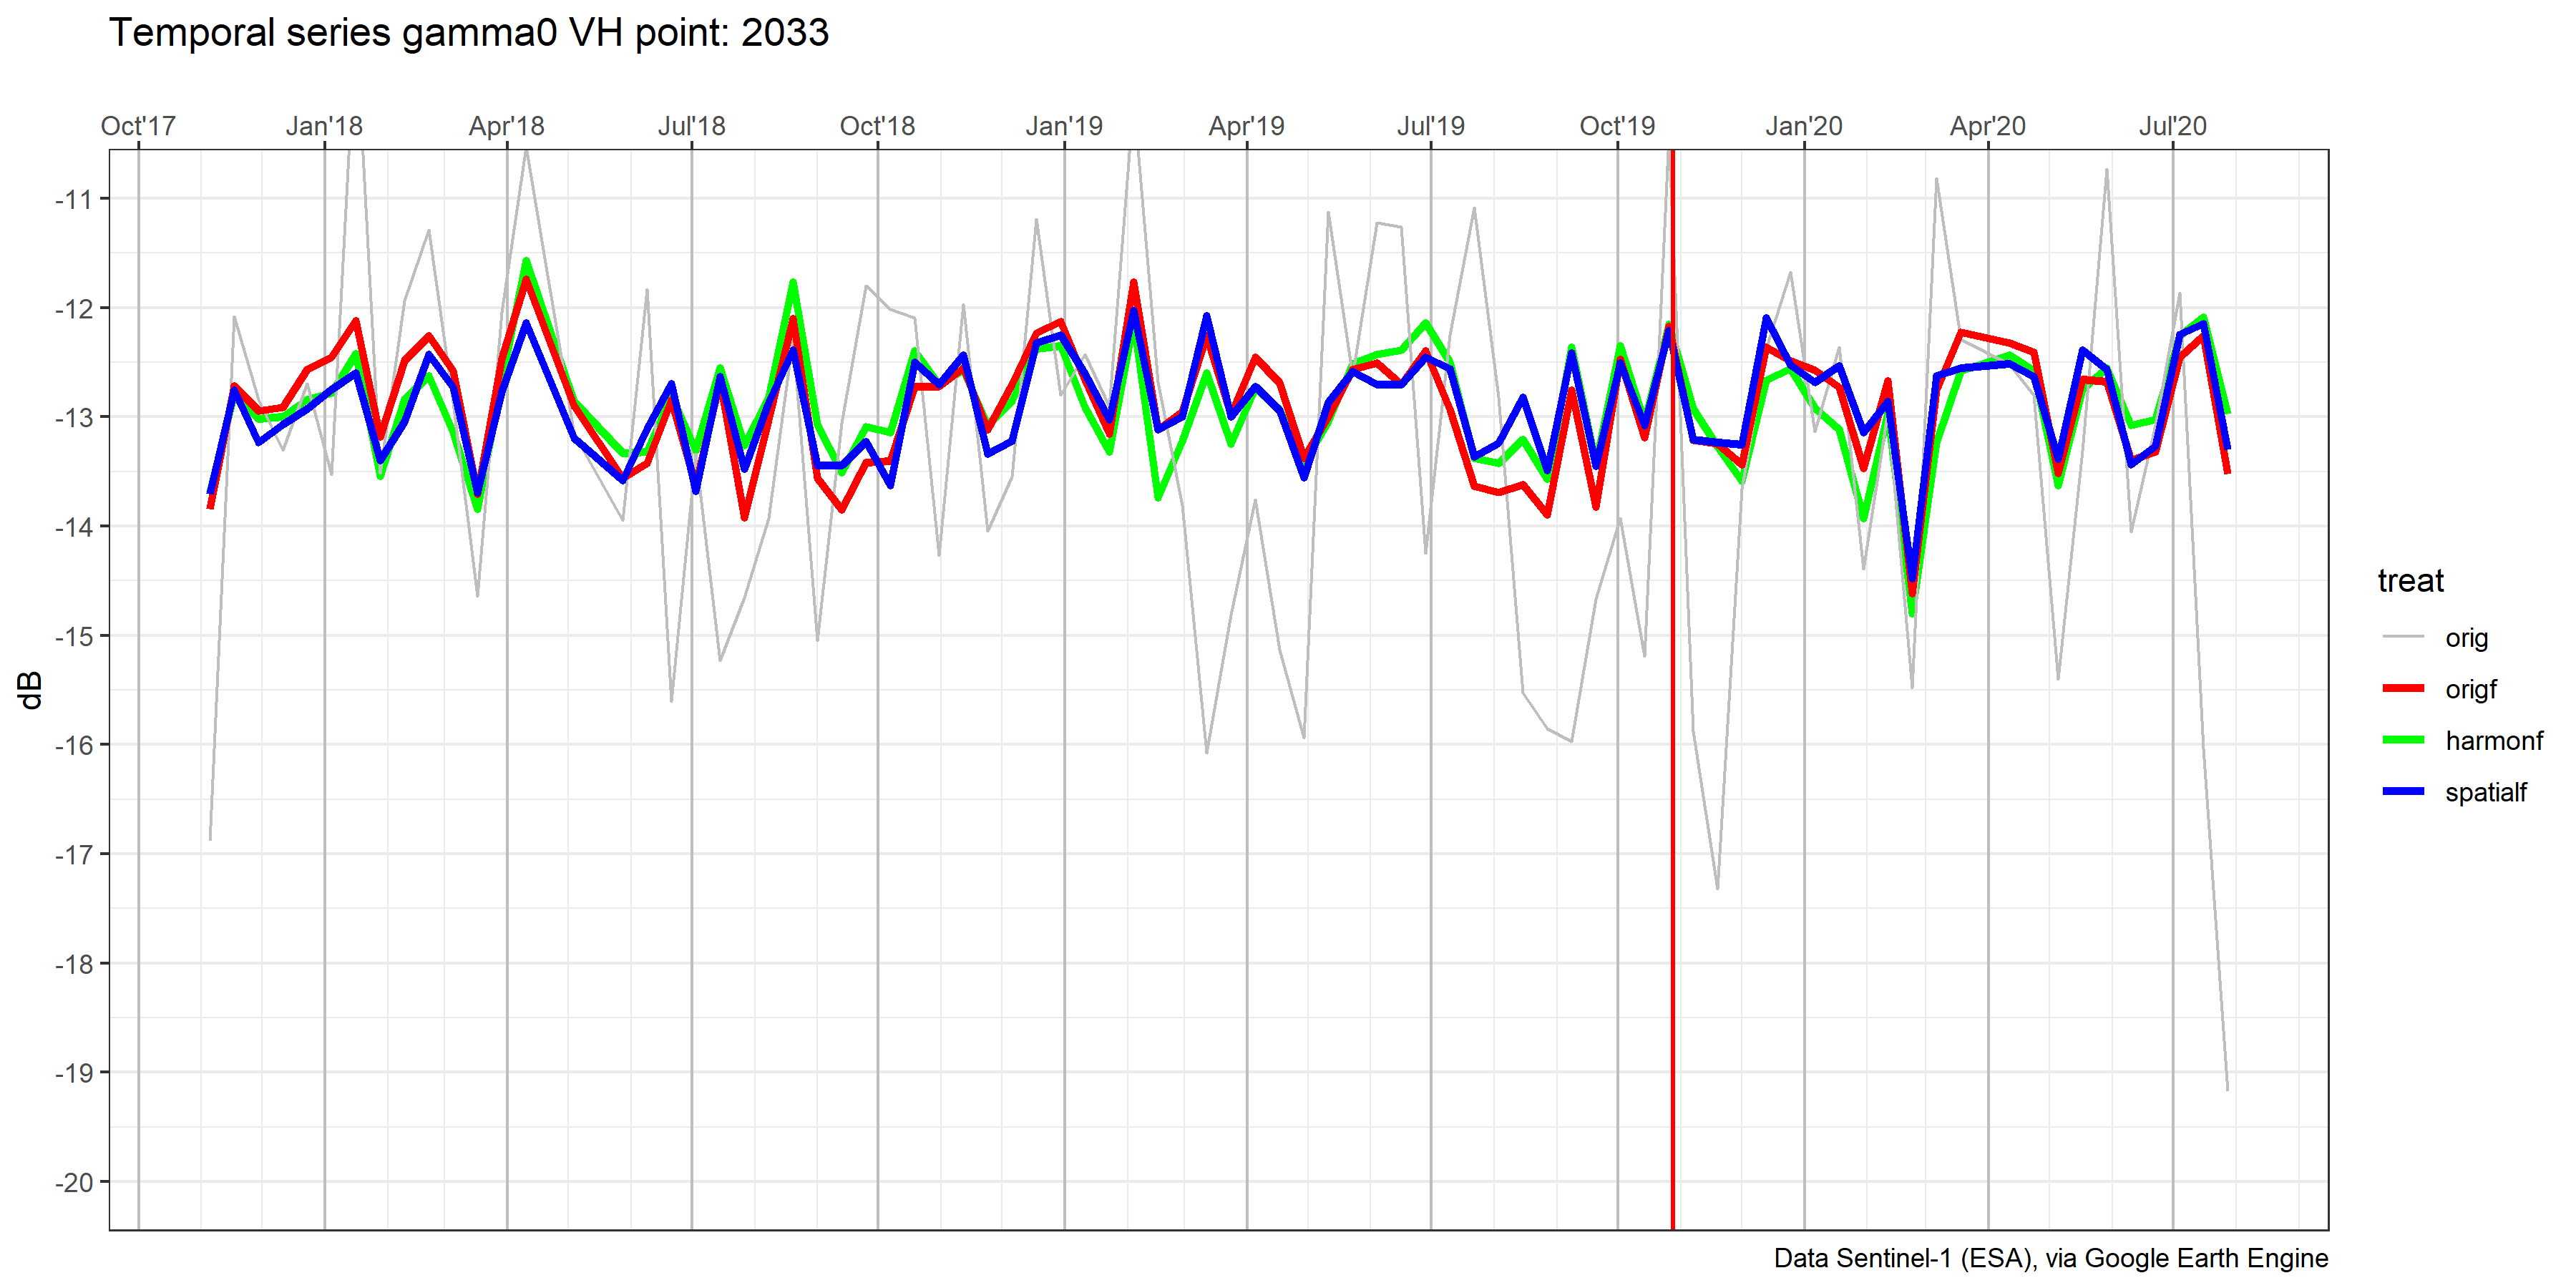 Temporal series gamma0 VH point: 2033
Oct'17 Jan'18 Apr'18 Jul'18 Oct'18 Jan'19 Apr'19 Jul'19 Oct'19 Jan'20 Apr'20 Jul'20
-11
-12
-13
-14
-15
-16
-17
-18
-19
-20
dB
treat
orig
origf
harmonf
spatialf
Data Sentinel-1 (ESA), via Google Earth Engine